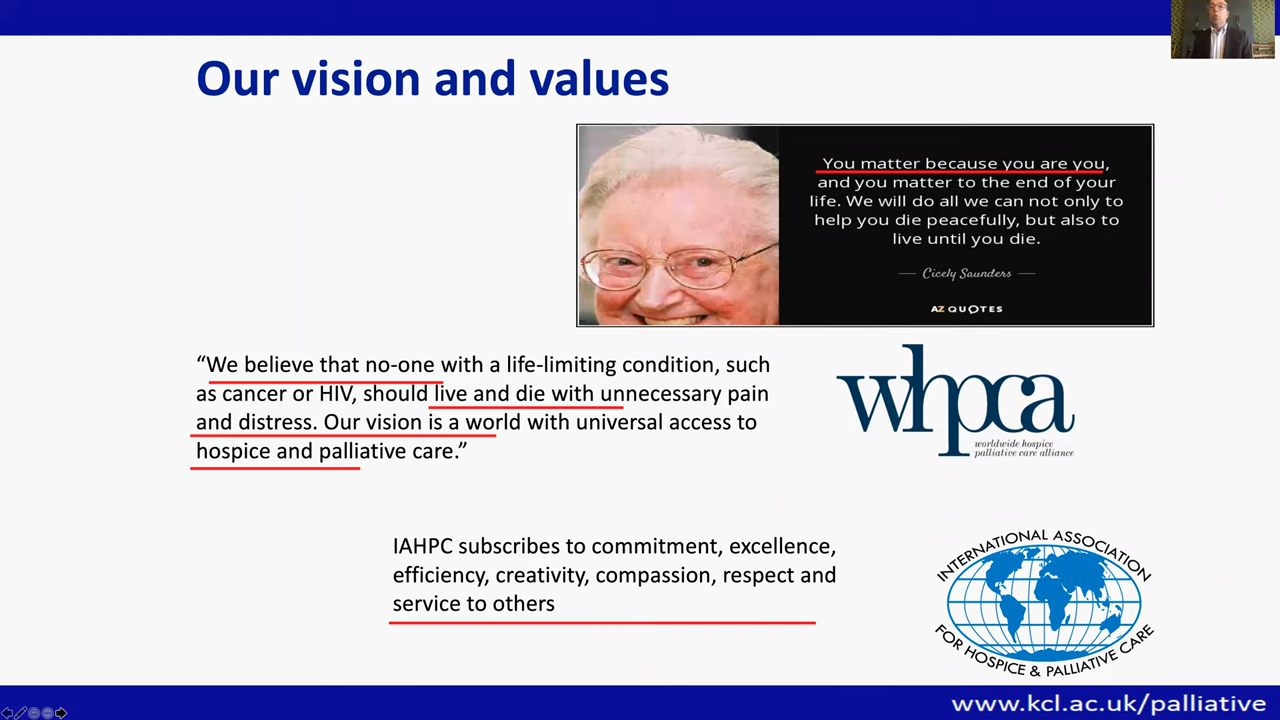 Our vision and values
You matter because you are you,
and you matter to the end of your
life. We will do all we can not only to
help you die peacefully, but also to
live until you die.
Cicely Saunders
AZ QUOTES
“We believe that no-one with a life-limiting condition, such
as cancer or HIV, should live and die with unnecessary pain
and distress. Our vision is a world with universal access to
hospice and palliative care.”
whpca
worldwide hospice
palliative care alliance
IAHPC subscribes to commitment, excellence,
efficiency, creativity, compassion, respect and
service to others
INTERNATIONAL ASSOCIATION
FOR HOSPICE & PALLIATIVE CARE
www.kcl.ac.uk/palliative